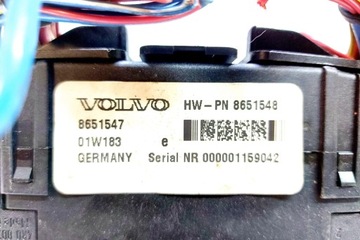 VOLVO HW-PN 8651548
8651547
01W183 e
GERMANY Serial NR 000001159042